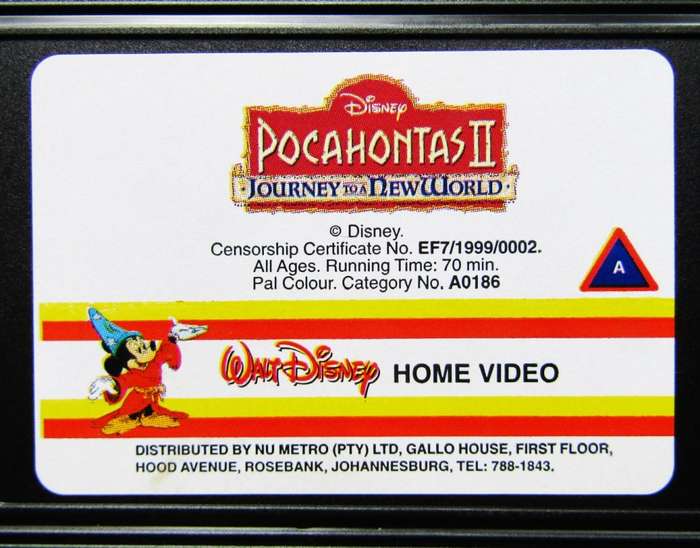 Disney
POCAHONTAS II
·JOURNEY TO A NEW WORLD·
© Disney.
Censorship Certificate No. EF7/1999/0002.
All Ages. Running Time: 70 min.
Pal Colour. Category No. A0186
A
WALT DISNEY HOME VIDEO
DISTRIBUTED BY NU METRO (PTY) LTD, GALLO HOUSE, FIRST FLOOR,
HOOD AVENUE, ROSEBANK, JOHANNESBURG, TEL: 788-1843.